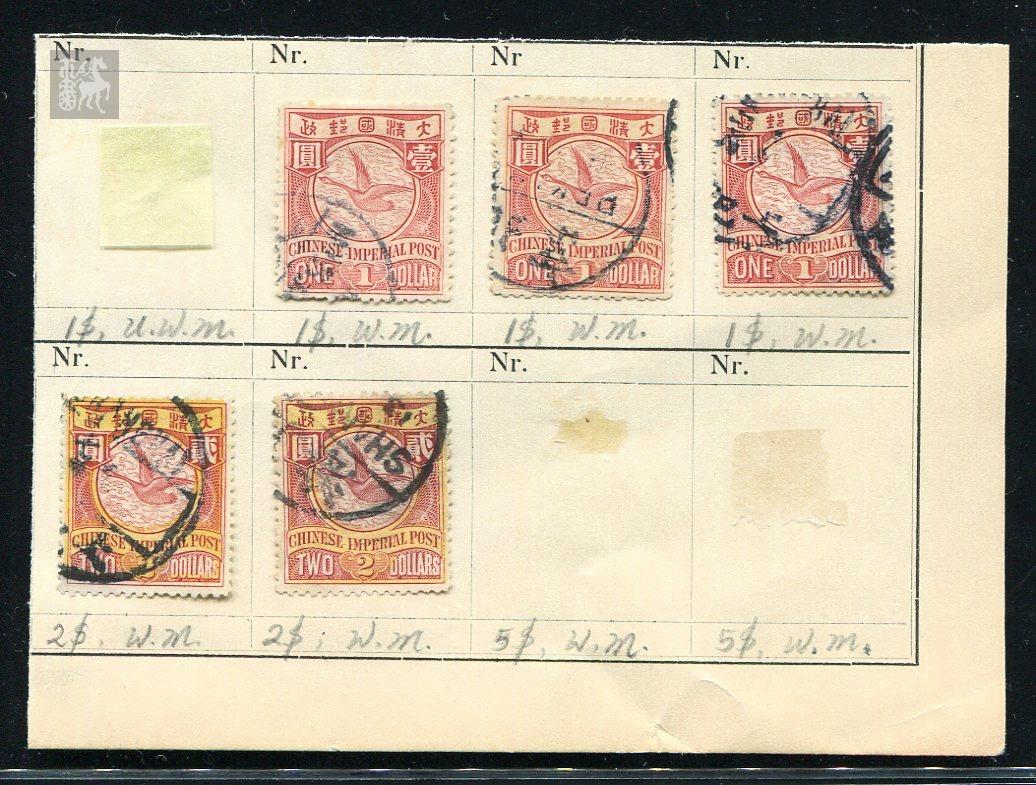 Nr. Nr. Nr Nr.
大清國郵政 大清國郵政 大清國郵政
圓 壹 圓 壹 圓 壹
CHINESE IMPERIAL POST CHINESE IMPERIAL POST CHINESE IMPERIAL POST
ONE 1 DOLLAR ONE 1 DOLLAR ONE 1 DOLLAR
1$, U.W.M. 1$, W.M. 1$, W.M. 1$, W.M.
Nr. Nr. Nr. Nr.
大清國郵政 大清國郵政
圓 貳 圓 貳
CHINESE IMPERIAL POST CHINESE IMPERIAL POST
TWO 2 DOLLARS TWO 2 DOLLARS
2$, W.M. 2$, W.M. 5$, W.M. 5$, W.M.